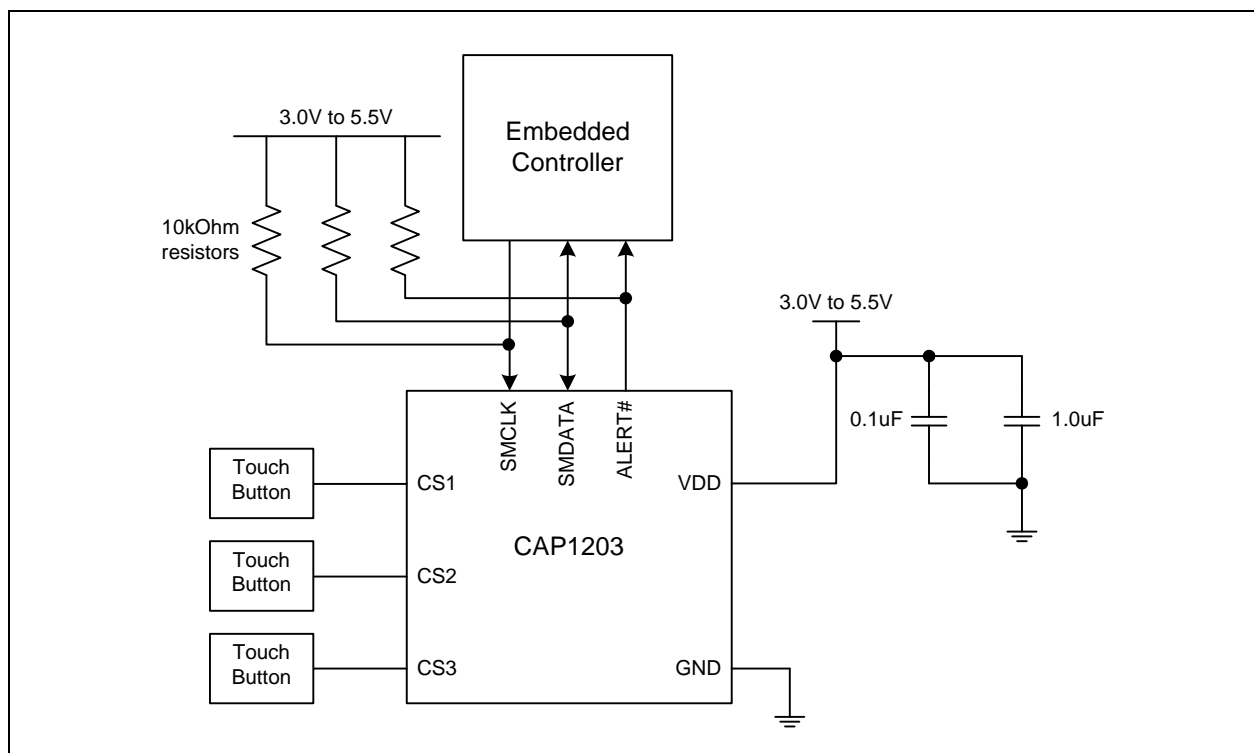 Embedded
Controller
3.0V to 5.5V
10kOhm
resistors
3.0V to 5.5V
0.1uF
1.0uF
SMCLK
SMDATA
ALERT#
Touch
Button
CS1
VDD
CAP1203
Touch
Button
CS2
Touch
Button
CS3
GND